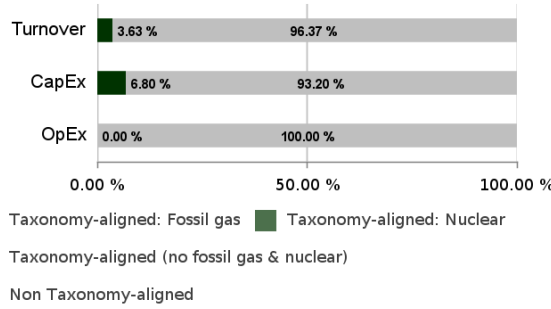 Turnover 3.63 % 96.37 %
CapEx 6.80 % 93.20 %
OpEx 0.00 % 100.00 %
0.00 % 50.00 % 100.00 %
Taxonomy-aligned: Fossil gas Taxonomy-aligned: Nuclear
Taxonomy-aligned (no fossil gas & nuclear)
Non Taxonomy-aligned